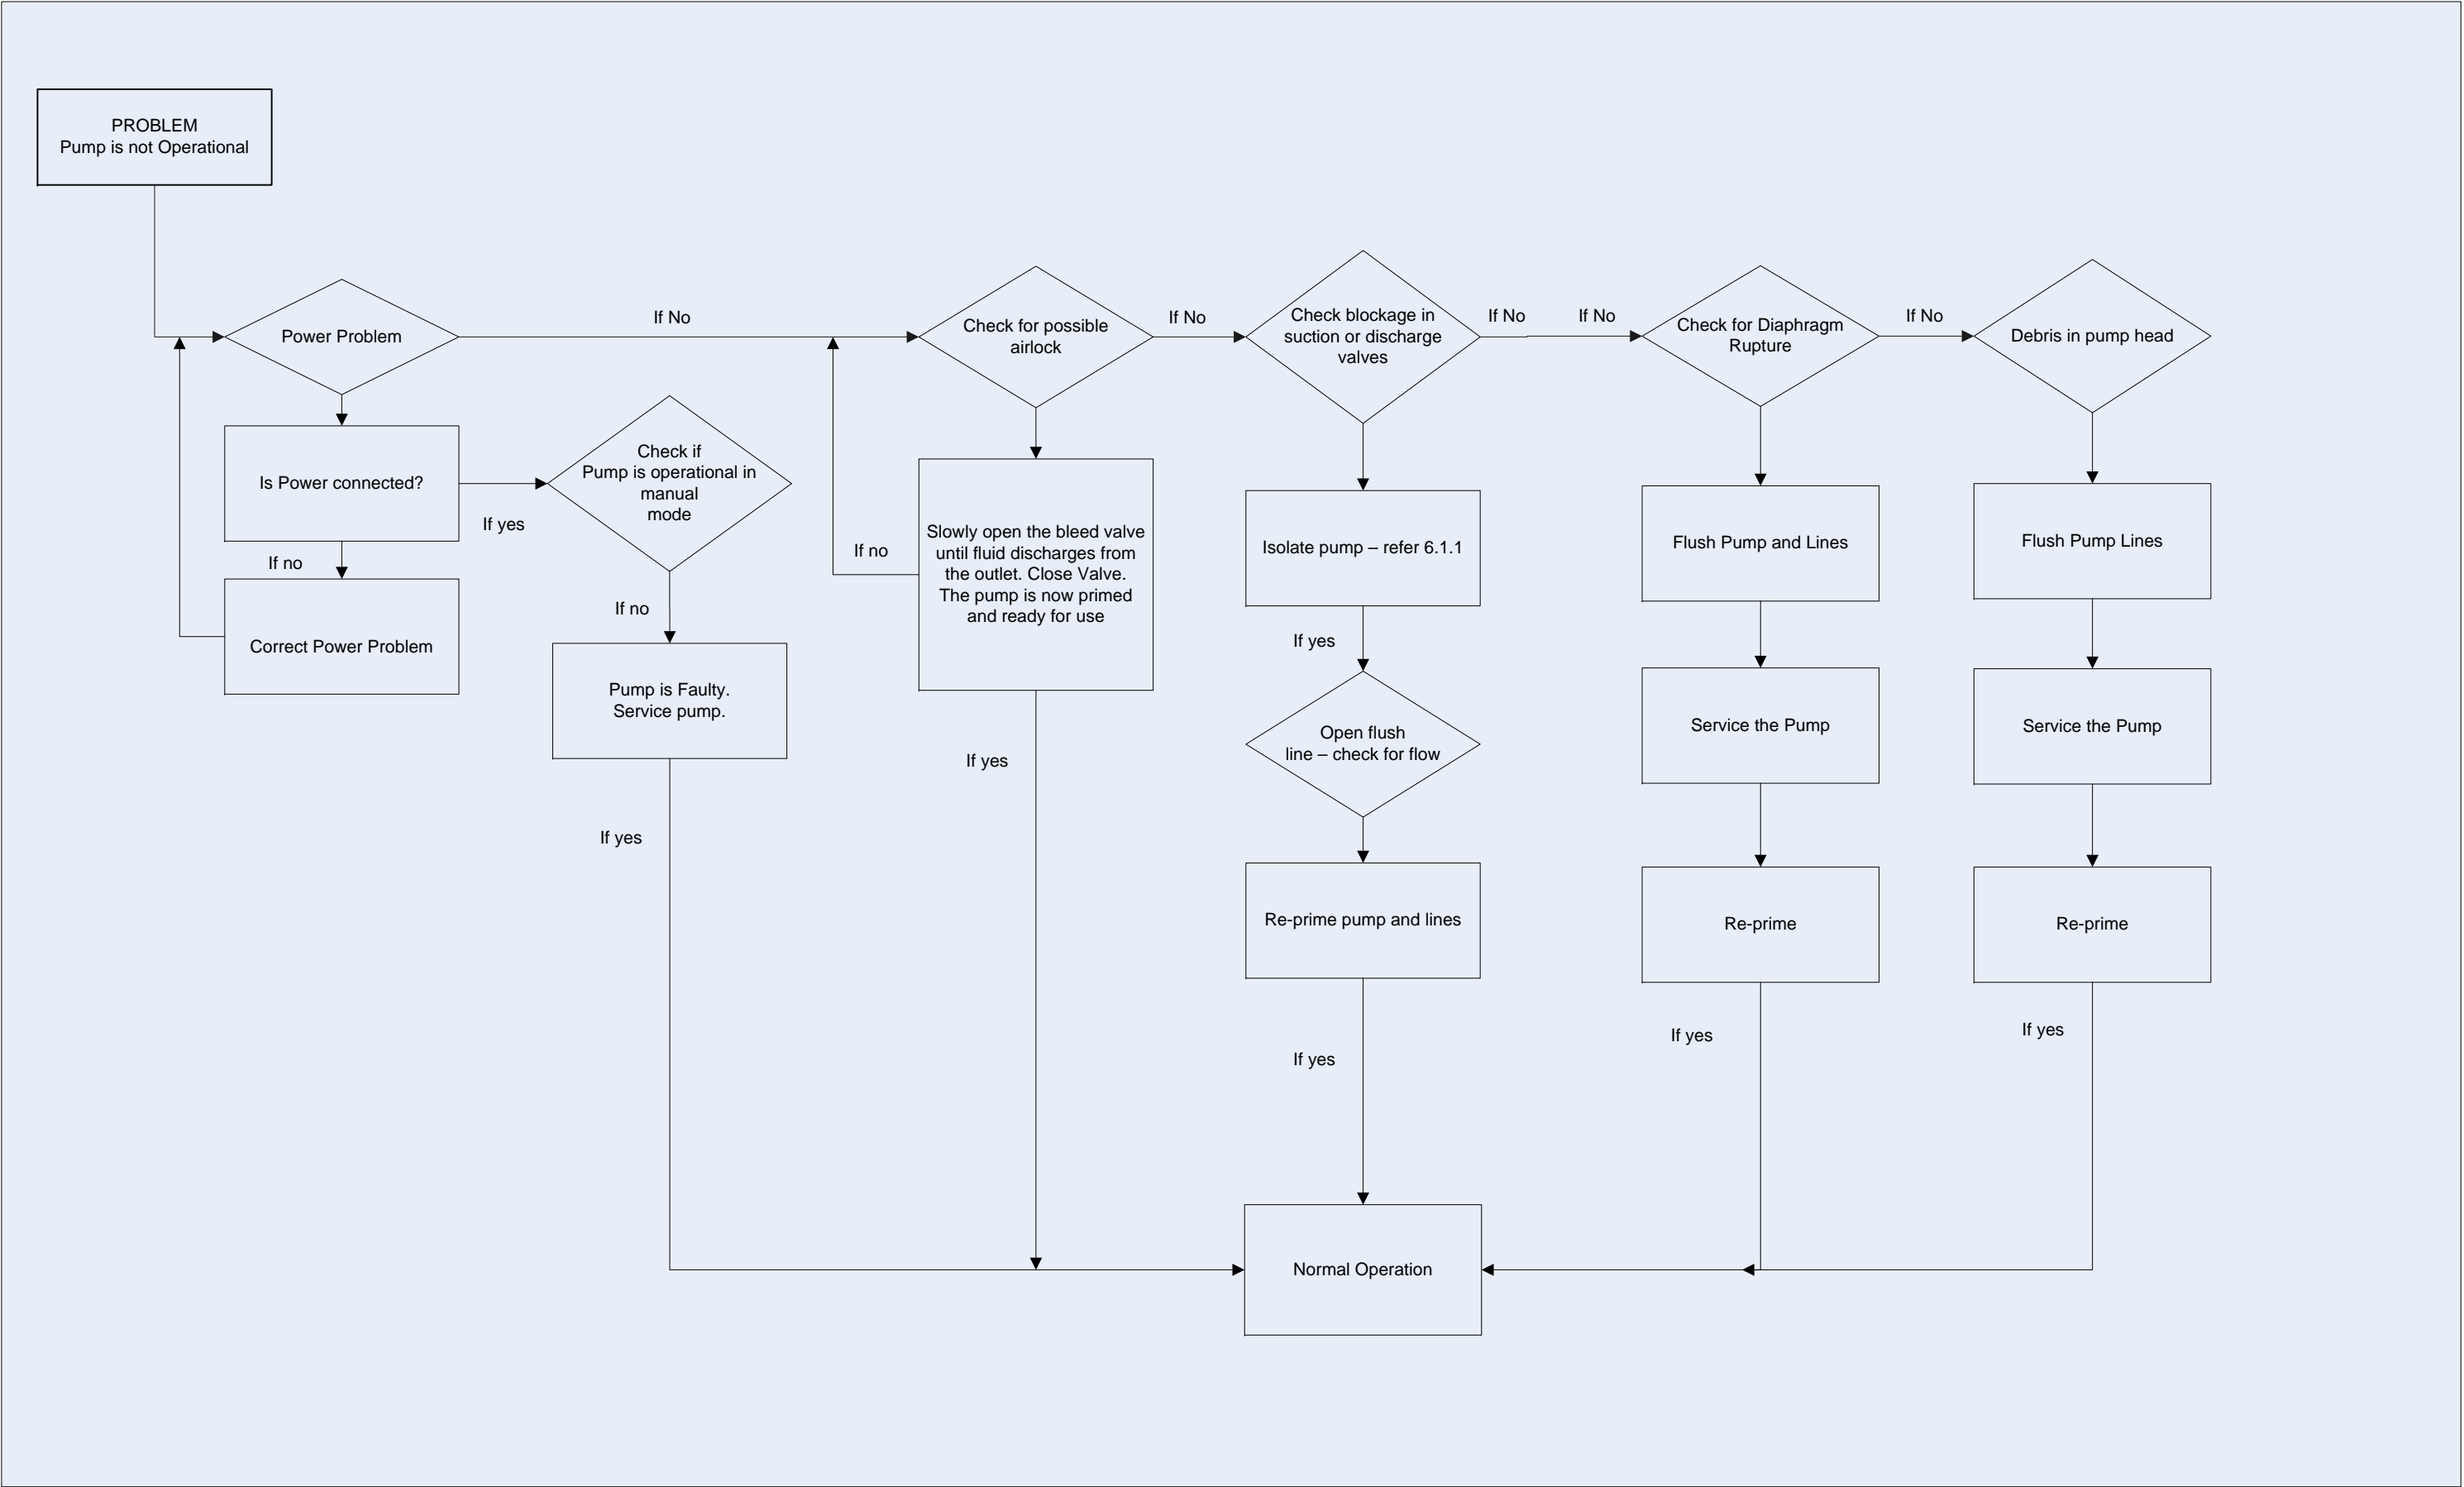 PROBLEM
Pump is not Operational
Power Problem
If No
Check for possible
airlock
If No
Check blockage in
suction or discharge
valves
If No
If No
Check for Diaphragm
Rupture
If No
Debris in pump head
Is Power connected?
If yes
Check if
Pump is operational in
manual
mode
If no
Correct Power Problem
If no
Pump is Faulty.
Service pump.
If yes
If no
Slowly open the bleed valve
until fluid discharges from
the outlet. Close Valve.
The pump is now primed
and ready for use
If yes
Isolate pump – refer 6.1.1
If yes
Open flush
line – check for flow
Re-prime pump and lines
If yes
Flush Pump and Lines
Service the Pump
Re-prime
If yes
Flush Pump Lines
Service the Pump
Re-prime
If yes
Normal Operation